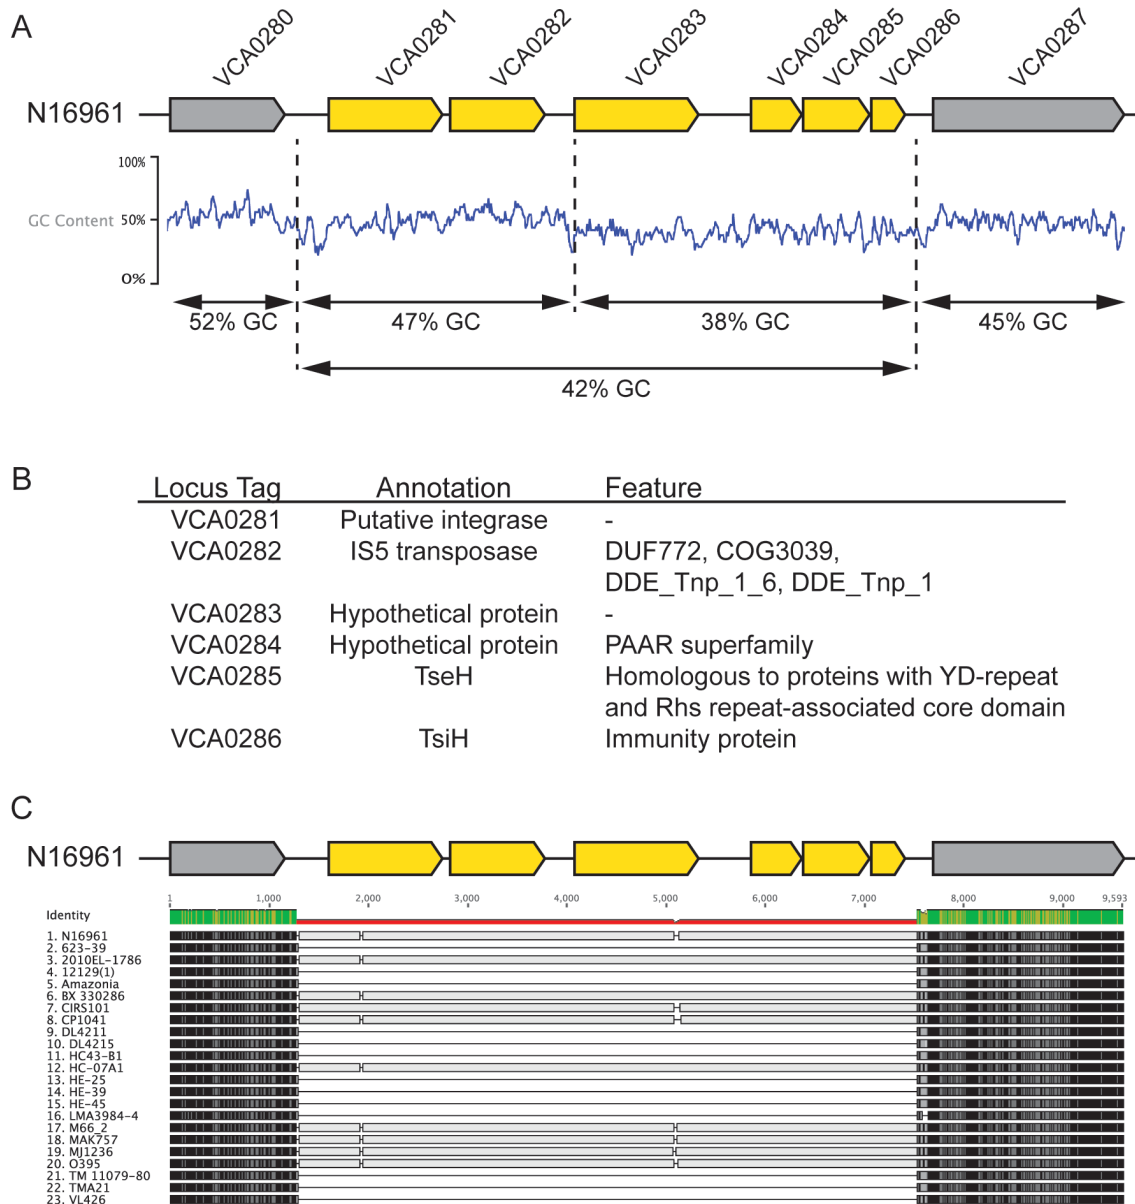 A
VCA0280
VCA0281
VCA0282
VCA0283
VCA0284
VCA0285
VCA0286
VCA0287
N16961
100%
GC Content 50%
0%
52% GC
47% GC
38% GC
45% GC
42% GC
B
Locus Tag Annotation Feature
VCA0281 Putative integrase -
VCA0282 IS5 transposase DUF772, COG3039,
DDE_Tnp_1_6, DDE_Tnp_1
VCA0283 Hypothetical protein -
VCA0284 Hypothetical protein PAAR superfamily
VCA0285 TseH Homologous to proteins with YD-repeat
and Rhs repeat-associated core domain
VCA0286 TsiH Immunity protein
C
N16961
1 1,000 2,000 3,000 4,000 5,000 6,000 7,000 8,000 9,000 9,593
Identity
1. N16961
2. 623-39
3. 2010EL-1786
4. 12129(1)
5. Amazonia
6. BX 330286
7. CIRS101
8. CP1041
9. DL4211
10. DL4215
11. HC43-B1
12. HC-07A1
13. HE-25
14. HE-39
15. HE-45
16. LMA3984-4
17. M66_2
18. MAK757
19. MJ1236
20. O395
21. TM 11079-80
22. TMA21
23. VL426